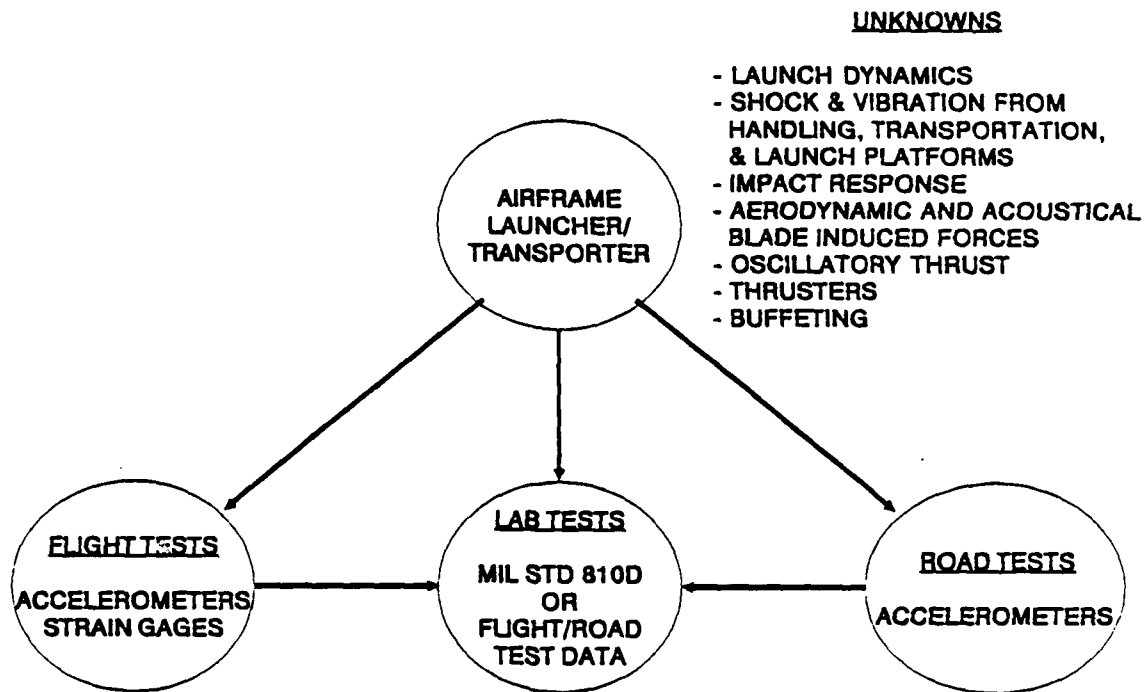 UNKNOWNS
- LAUNCH DYNAMICS
- SHOCK & VIBRATION FROM
HANDLING, TRANSPORTATION,
& LAUNCH PLATFORMS
- IMPACT RESPONSE
- AERODYNAMIC AND ACOUSTICAL
BLADE INDUCED FORCES
- OSCILLATORY THRUST
- THRUSTERS
- BUFFETING
AIRFRAME
LAUNCHER/
TRANSPORTER
FLIGHT TESTS
ACCELEROMETERS
STRAIN GAGES
LAB TESTS
MIL STD 810D
OR
FLIGHT/ROAD
TEST DATA
ROAD TESTS
ACCELEROMETERS